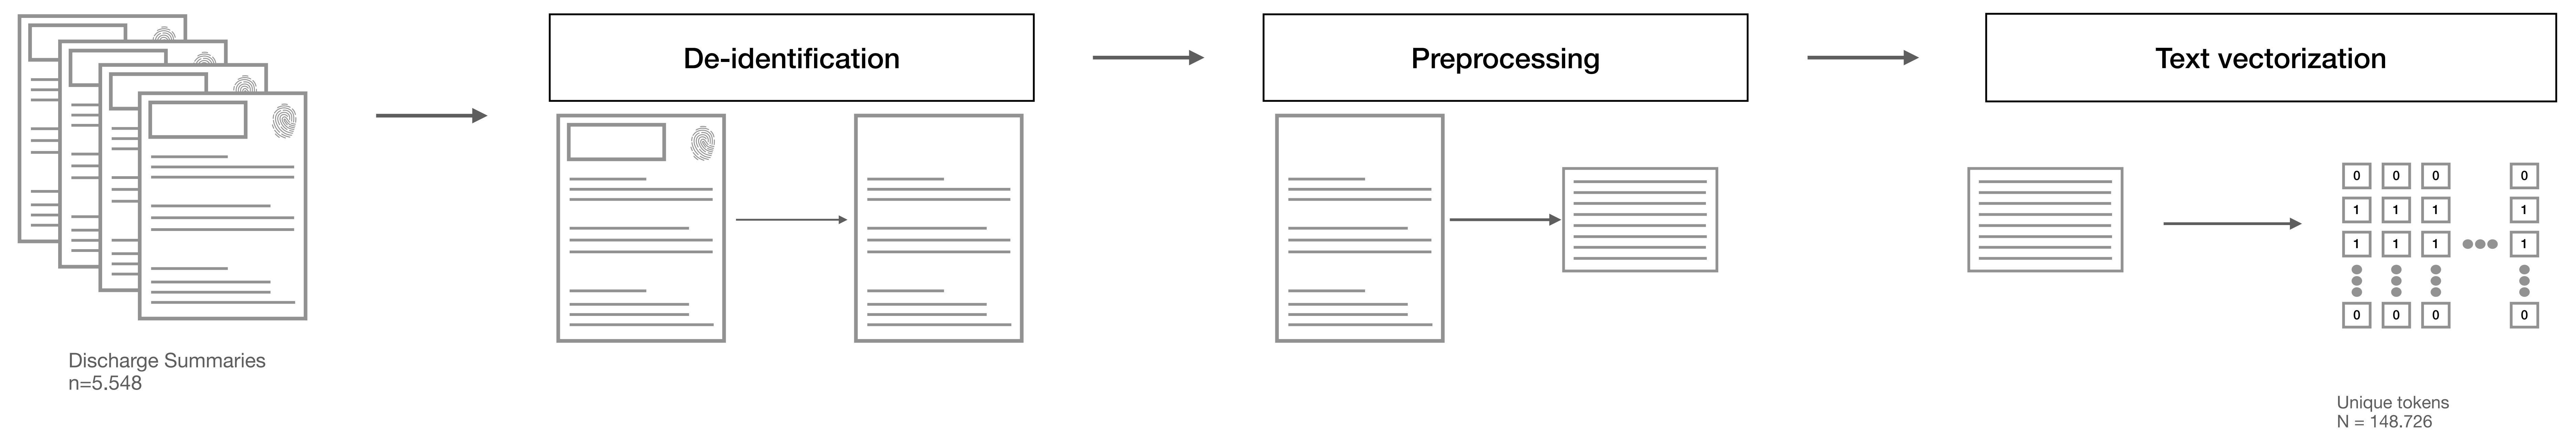 De-identification
Preprocessing
Text vectorization
0 0 0 0
1 1 1 1
1 1 1 1
0 0 0 0
Discharge Summaries
n=5.548
Unique tokens
N = 148.726